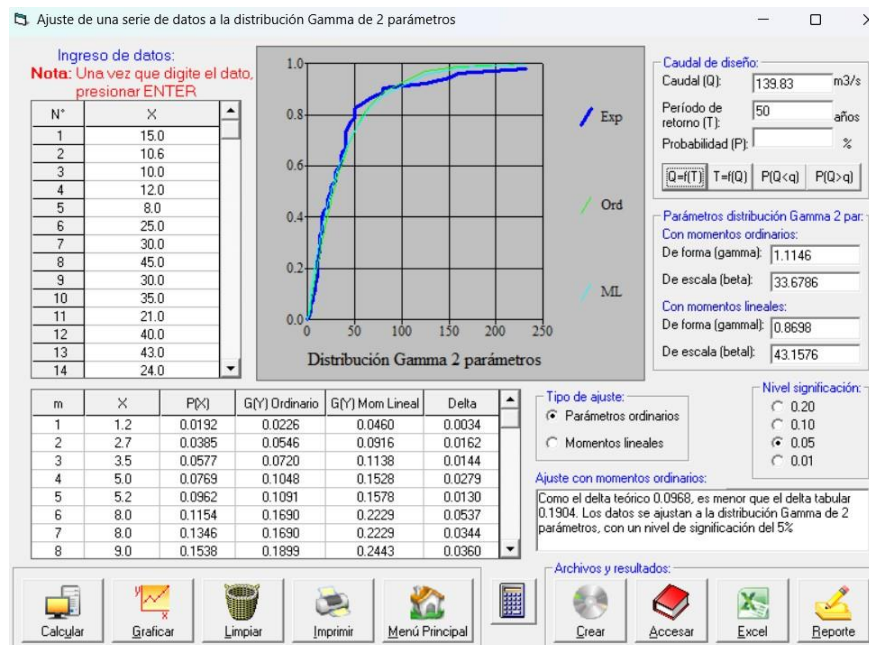 Ajuste de una serie de datos a la distribución Gamma de 2 parámetros
Ingreso de datos:
Nota: Una vez que digite el dato,
presionar ENTER
N° X
1 15.0
2 10.6
3 10.0
4 12.0
5 8.0
6 25.0
7 30.0
8 45.0
9 30.0
10 35.0
11 21.0
12 40.0
13 43.0
14 24.0
1.0
0.8
0.6
0.4
0.2
0.0
0 50 100 150 200 250
Exp
Ord
ML
Distribución Gamma 2 parámetros
Caudal de diseño:
Caudal (Q): 139.83 m3/s
Período de
retorno (T): 50 años
Probabilidad (P): %
Q=f(T) T=f(Q) P(Q<q) P(Q>q)
Parámetros distribución Gamma 2 par:
Con momentos ordinarios:
De forma (gamma): 1.1146
De escala (beta): 33.6786
Con momentos lineales:
De forma (gammal): 0.8698
De escala (betal): 43.1576
m X P(X) G(Y) Ordinario G(Y) Mom Lineal Delta
1 1.2 0.0192 0.0226 0.0460 0.0034
2 2.7 0.0385 0.0546 0.0916 0.0162
3 3.5 0.0577 0.0720 0.1138 0.0144
4 5.0 0.0769 0.1048 0.1528 0.0279
5 5.2 0.0962 0.1091 0.1578 0.0130
6 8.0 0.1154 0.1690 0.2229 0.0537
7 8.0 0.1346 0.1690 0.2229 0.0344
8 9.0 0.1538 0.1899 0.2443 0.0360
Tipo de ajuste:
Parámetros ordinarios
Momentos lineales
Nivel significación:
0.20
0.10
0.05
0.01
Ajuste con momentos ordinarios:
Como el delta teórico 0.0968, es menor que el delta tabular
0.1904. Los datos se ajustan a la distribución Gamma de 2
parámetros, con un nivel de significación del 5%
Calcular
Graficar
Limpiar
Imprimir
Menú Principal
Archivos y resultados:
Crear
Accesar
Excel
Reporte